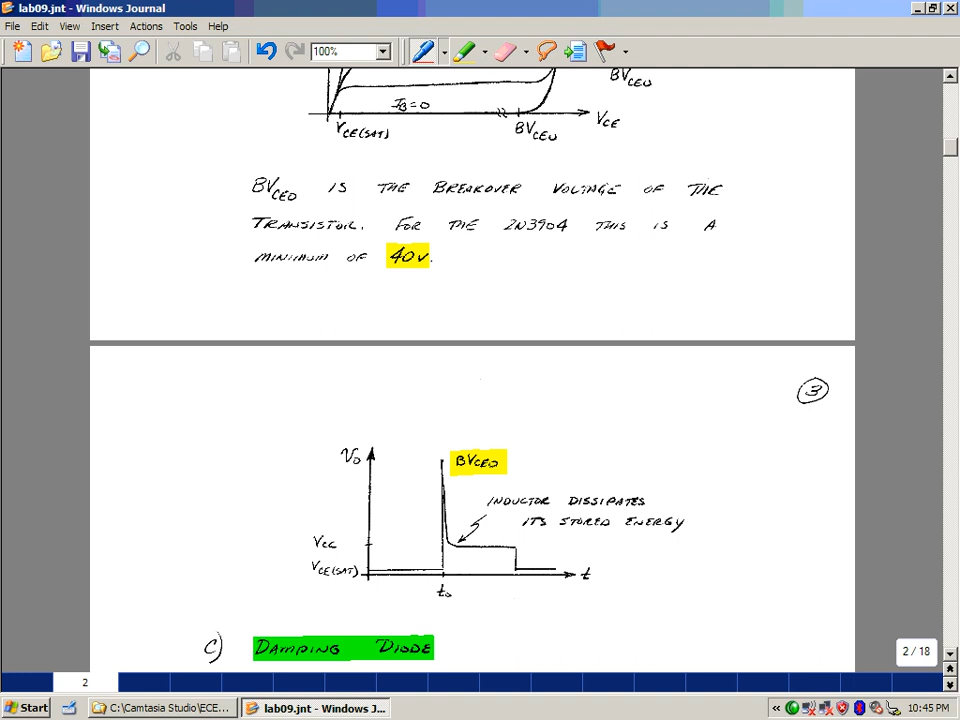 lab09.jnt - Windows Journal
File Edit View Insert Actions Tools Help
100%
BVCEO
IB=0
VCE(SAT)
BVCEO
VCE
BVCEO IS THE BREAKOVER VOLTAGE OF THE
TRANSISTOR. FOR THE 2N3904 THIS IS A
MINIMUM OF 40V.
3
Vo
BVCEO
INDUCTOR DISSIPATES
ITS STORED ENERGY
VCC
VCE(SAT)
t
to
C) DAMPING DIODE
2 / 18
2
Start C:\Camtasia Studio\ECE... lab09.jnt - Windows J... « 10:45 PM